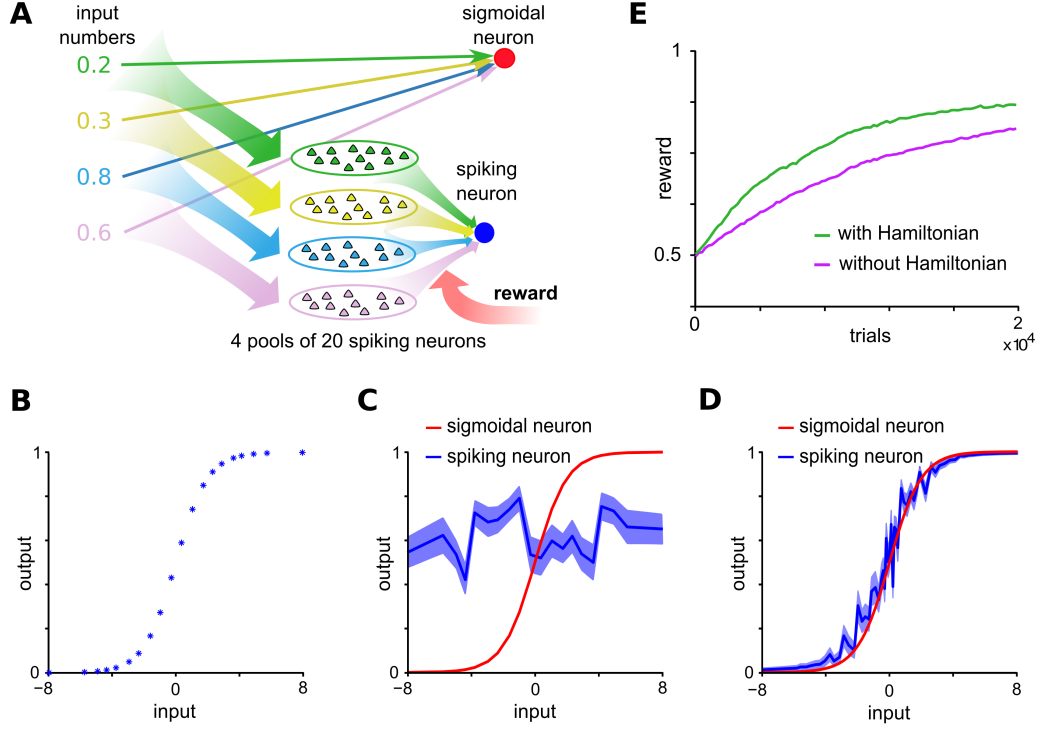 A
input
numbers
0.2
0.3
0.8
0.6
sigmoidal
neuron
spiking
neuron
reward
4 pools of 20 spiking neurons
E
1
0.5
reward
with Hamiltonian
without Hamiltonian
0
2
x10^4
trials
B
1
0
output
−8
0
8
input
C
sigmoidal neuron
spiking neuron
1
0
output
−8
0
8
input
D
sigmoidal neuron
spiking neuron
1
0
output
−8
0
8
input